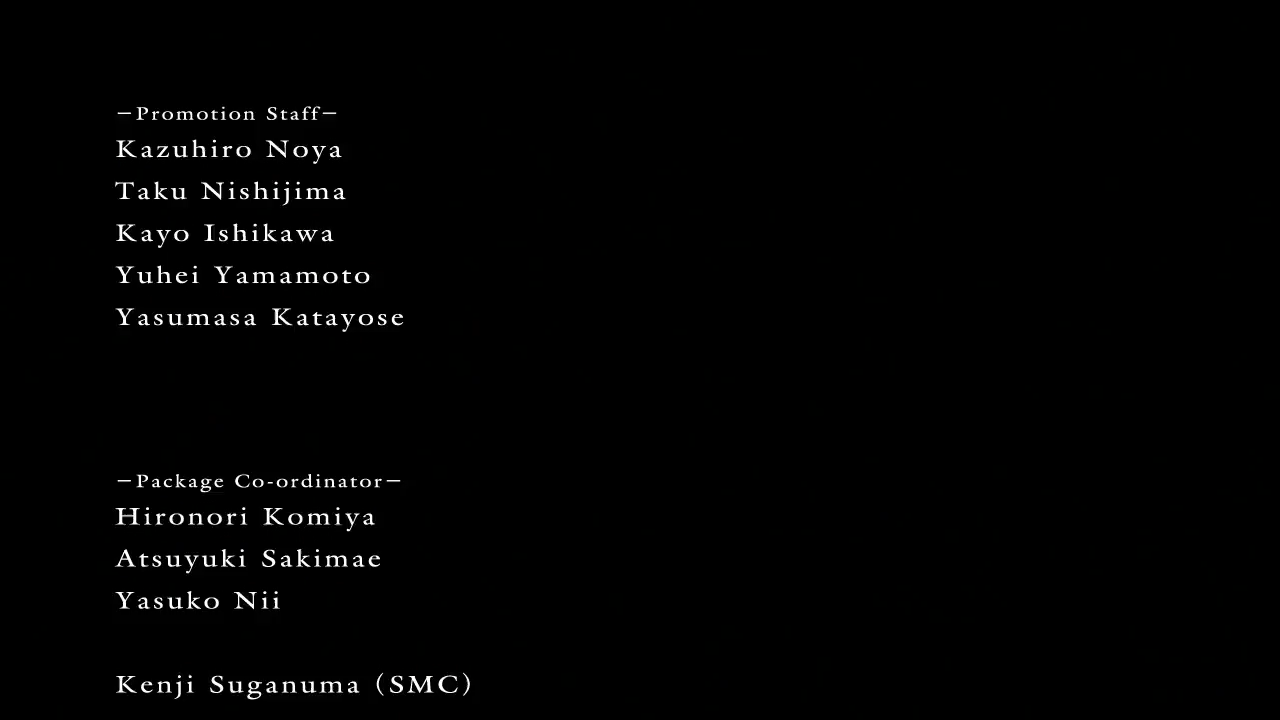 －Promotion Staff－
Kazuhiro Noya
Taku Nishijima
Kayo Ishikawa
Yuhei Yamamoto
Yasumasa Katayose
－Package Co-ordinator－
Hironori Komiya
Atsuyuki Sakimae
Yasuko Nii
Kenji Suganuma（SMC）